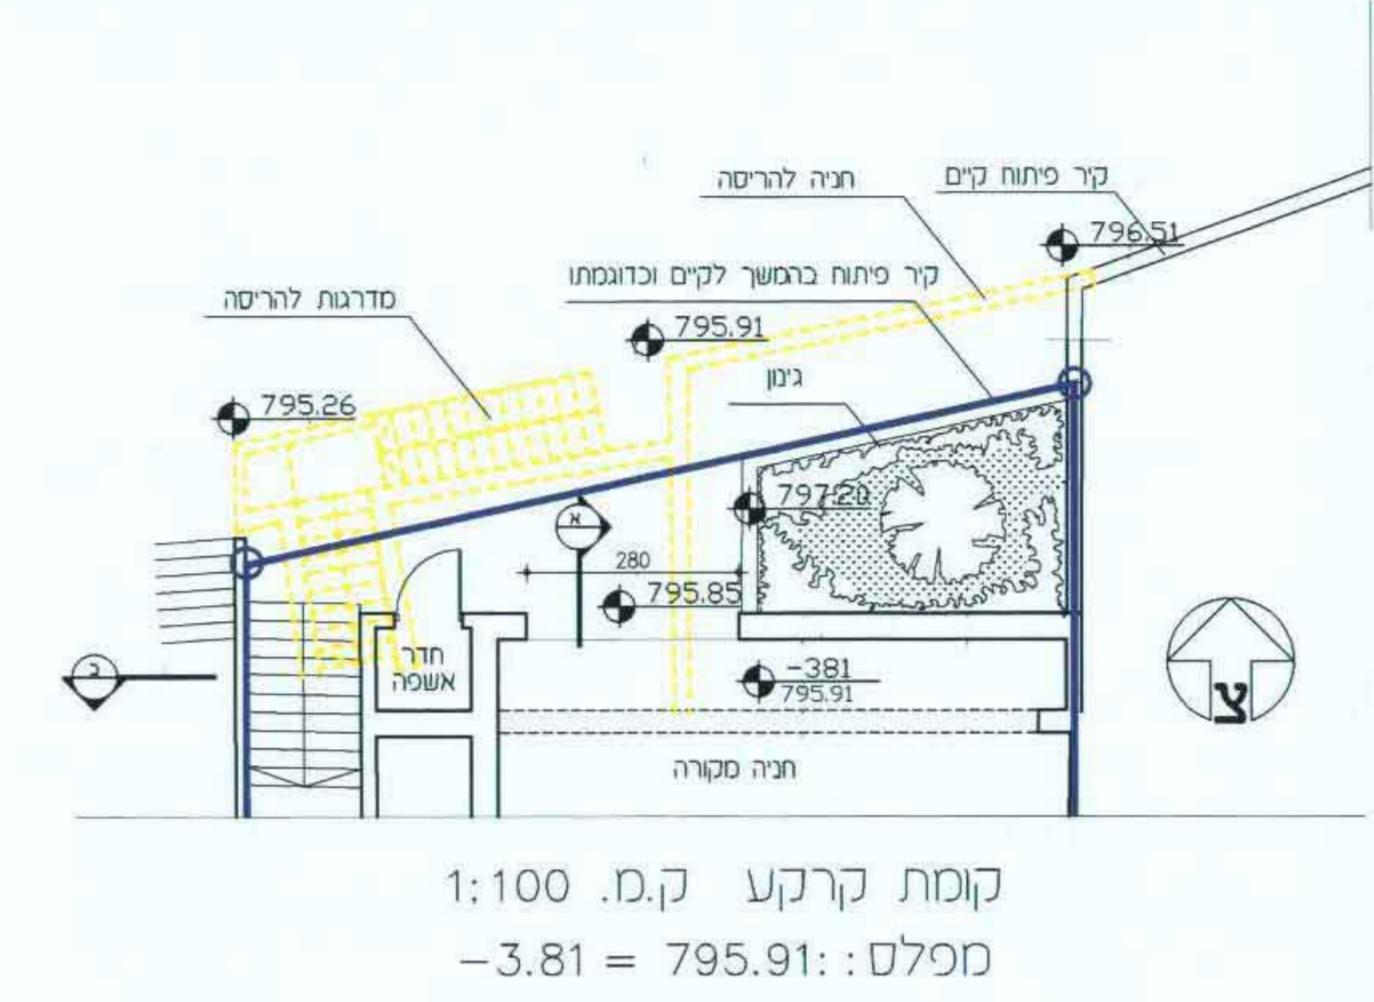 חניה להריסה
קיר פיתוח קיים
796.51
קיר פיתוח בהמשך לקיים וכדוגמתו
מדרגות להריסה
795.91
גינון
795.26
797.20
א
280
795.85
חדר
אשפה
ב
-381
795.91
צ
חניה מקורה
קומת קרקע ק.מ. 1:100
מפלס: :795.91 = -3.81